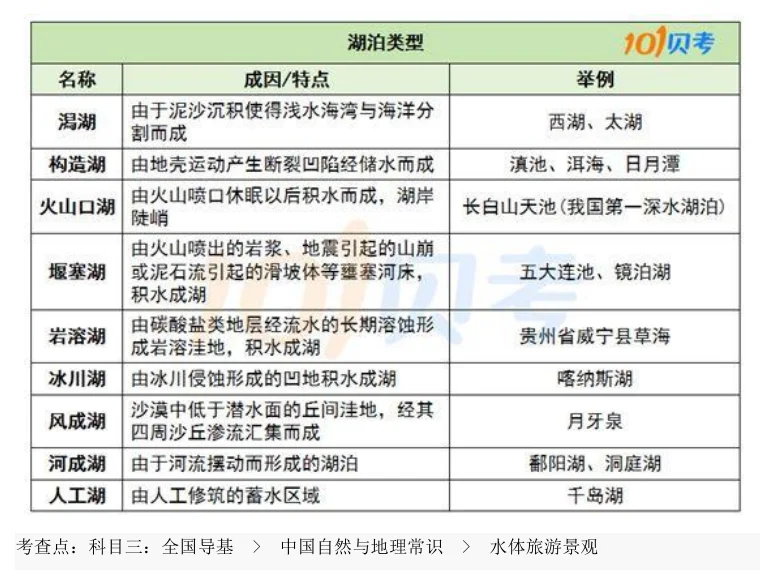 湖泊类型 101贝考
名称 成因/特点 举例
潟湖 由于泥沙沉积使得浅水海湾与海洋分
割而成 西湖、太湖
构造湖 由地壳运动产生断裂凹陷经储水而成 滇池、洱海、日月潭
火山口湖 由火山喷口休眠以后积水而成，湖岸
陡峭 长白山天池(我国第一深水湖泊)
堰塞湖 由火山喷出的岩浆、地震引起的山崩
或泥石流引起的滑坡体等壅塞河床，
积水成湖 五大连池、镜泊湖
岩溶湖 由碳酸盐类地层经流水的长期溶蚀形
成岩溶洼地，积水成湖 贵州省威宁县草海
冰川湖 由冰川侵蚀形成的凹地积水成湖 喀纳斯湖
风成湖 沙漠中低于潜水面的丘间洼地，经其
四周沙丘渗流汇集而成 月牙泉
河成湖 由于河流摆动而形成的湖泊 鄱阳湖、洞庭湖
人工湖 由人工修筑的蓄水区域 千岛湖
101贝考
考查点：科目三：全国导基 > 中国自然与地理常识 > 水体旅游景观